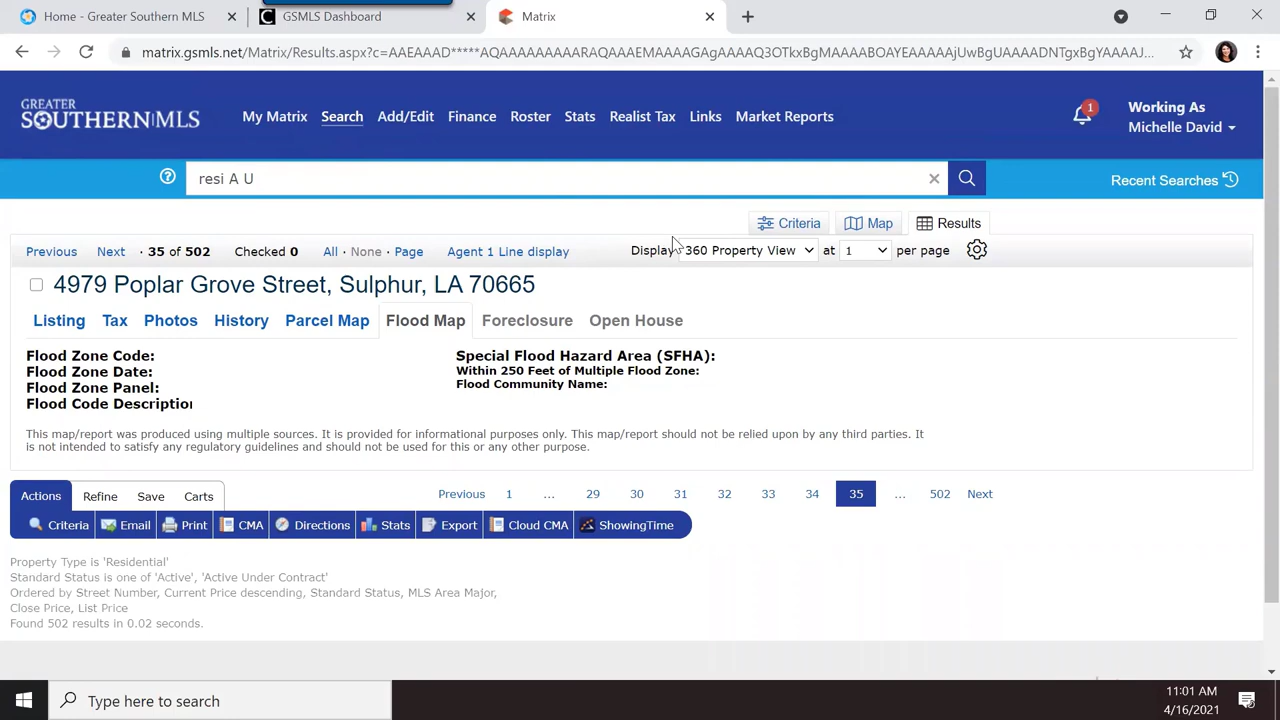 Home - Greater Southern MLS
GSMLS Dashboard
Matrix
matrix.gsmls.net/Matrix/Results.aspx?c=AAEAAAD*****AQAAAAAAAAARAQAAAEMAAAAGAgAAAAQ3OTkxBgMAAAABOAYEAAAAAjUwBgUAAAADNTgxBgYAAAAJ...
GREATER
SOUTHERN MLS
My Matrix Search Add/Edit Finance Roster Stats Realist Tax Links Market Reports
1
Working As
Michelle David
resi A U
Recent Searches
Criteria Map Results
Previous Next 35 of 502 Checked 0 All · None · Page Agent 1 Line display Display 360 Property View at 1 per page
4979 Poplar Grove Street, Sulphur, LA 70665
Listing Tax Photos History Parcel Map Flood Map Foreclosure Open House
Flood Zone Code:
Flood Zone Date:
Flood Zone Panel:
Flood Code Description
Special Flood Hazard Area (SFHA):
Within 250 Feet of Multiple Flood Zone:
Flood Community Name:
This map/report was produced using multiple sources. It is provided for informational purposes only. This map/report should not be relied upon by any third parties. It
is not intended to satisfy any regulatory guidelines and should not be used for this or any other purpose.
Actions Refine Save Carts
Previous 1 ... 29 30 31 32 33 34 35 ... 502 Next
Criteria Email Print CMA Directions Stats Export Cloud CMA ShowingTime
Property Type is 'Residential'
Standard Status is one of 'Active', 'Active Under Contract'
Ordered by Street Number, Current Price descending, Standard Status, MLS Area Major,
Close Price, List Price
Found 502 results in 0.02 seconds.
Type here to search
11:01 AM
4/16/2021